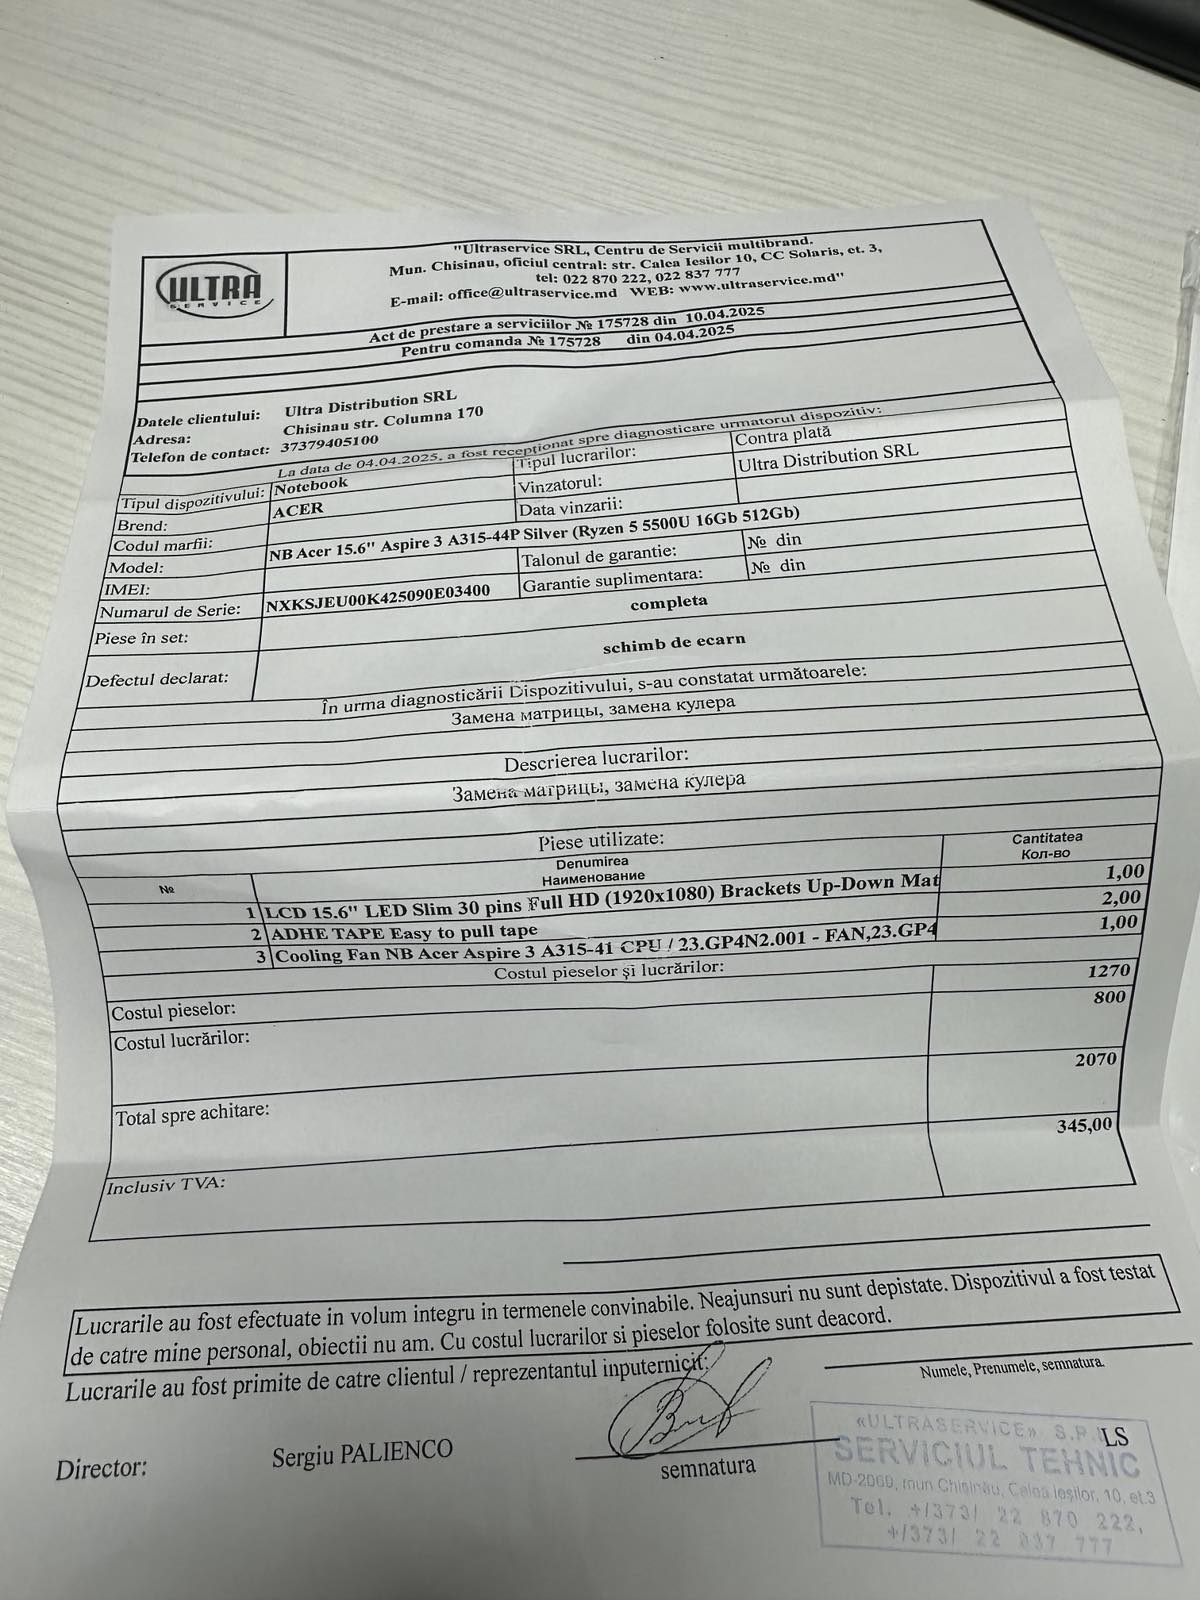 ULTRA
SERVICE
"Ultraservice SRL, Centru de Servicii multibrand.
Mun. Chisinau, oficiul central: str. Calea Iesilor 10, CC Solaris, et. 3,
tel: 022 870 222, 022 837 777
E-mail: office@ultraservice.md WEB: www.ultraservice.md"
Act de prestare a serviciilor № 175728 din 10.04.2025
Pentru comanda № 175728 din 04.04.2025
Datele clientului: Ultra Distribution SRL
Adresa: Chisinau str. Columna 170
Telefon de contact: 37379405100
La data de 04.04.2025, a fost recepționat spre diagnosticare urmatorul dispozitiv:
Tipul dispozitivului: Notebook Tipul lucrarilor: Contra plată
Brend: ACER Vinzatorul: Ultra Distribution SRL
Codul marfii: Data vinzarii:
Model: NB Acer 15.6" Aspire 3 A315-44P Silver (Ryzen 5 5500U 16Gb 512Gb)
IMEI: Talonul de garantie: № din
Numarul de Serie: NXKSJEU00K425090E03400 Garantie suplimentara: № din
Piese în set: completa
Defectul declarat: schimb de ecarn
În urma diagnosticării Dispozitivului, s-au constatat următoarele:
Замена матрицы, замена кулера
Descrierea lucrarilor:
Замена матрицы, замена кулера
Piese utilizate:
№ Denumirea Cantitatea
Наименование Кол-во
1 LCD 15.6" LED Slim 30 pins Full HD (1920x1080) Brackets Up-Down Mat 1,00
2 ADHE TAPE Easy to pull tape 2,00
3 Cooling Fan NB Acer Aspire 3 A315-41 CPU / 23.GP4N2.001 - FAN,23.GP4 1,00
Costul pieselor și lucrărilor:
Costul pieselor: 1270
Costul lucrărilor: 800
Total spre achitare: 2070
Inclusiv TVA: 345,00
Lucrarile au fost efectuate in volum integru in termenele convinabile. Neajunsuri nu sunt depistate. Dispozitivul a fost testat
de catre mine personal, obiectii nu am. Cu costul lucrarilor si pieselor folosite sunt deacord.
Lucrarile au fost primite de catre clientul / reprezentantul inputernicit:
Numele, Prenumele, semnatura.
Director: Sergiu PALIENCO
semnatura
LS
«ULTRASERVICE» S.R.
SERVICIUL TEHNIC
MD-2069, mun.Chișinău, Calea Ieșilor, 10, et.3
Tel. +/373/ 22 870 222,
+/373/ 22 837 777